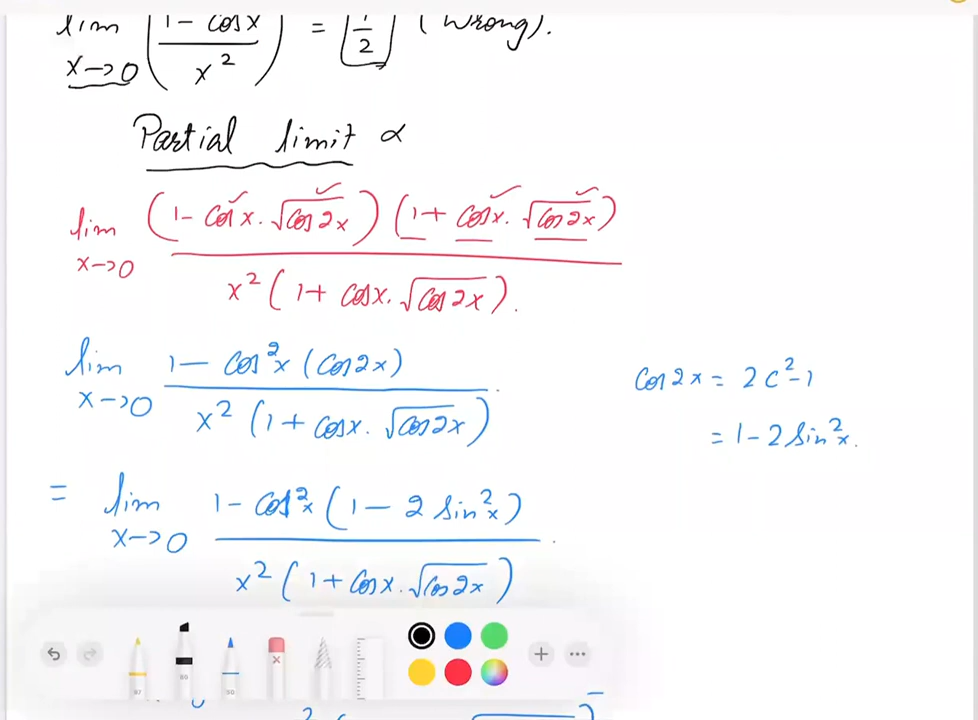 lim x→0 (1 - cos x / x²) = [1/2] (Wrong).
Partial limit α
lim x→0 (1 - cos x · √cos 2x) (1 + cos x · √cos 2x) / x² (1 + cos x · √cos 2x).
lim x→0 1 - cos²x (cos 2x) / x² (1 + cos x · √cos 2x)
cos 2x = 2c² - 1
= 1 - 2 sin²x.
= lim x→0 1 - cos²x (1 - 2 sin²x) / x² (1 + cos x · √cos 2x)